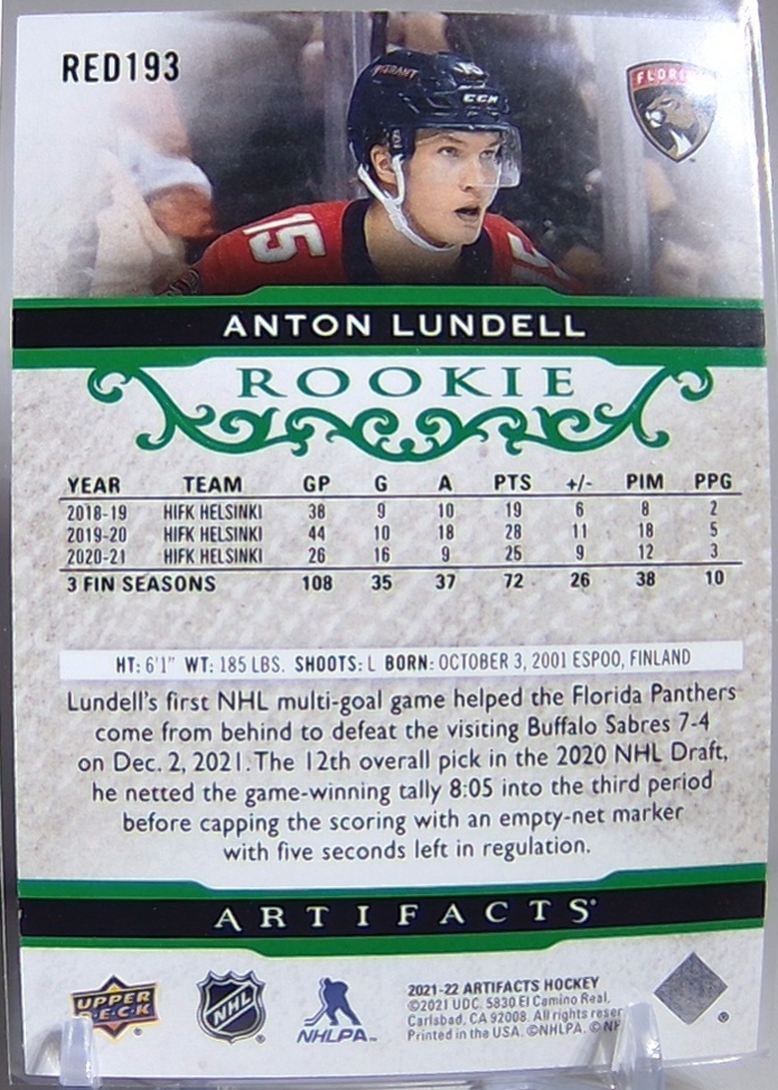 RED193
VIGRANT
CCM
FLORIDA
15
ANTON LUNDELL
ROOKIE
YEAR TEAM GP G A PTS +/- PIM PPG
2018-19 HIFK HELSINKI 38 9 10 19 6 8 2
2019-20 HIFK HELSINKI 44 10 18 28 11 18 5
2020-21 HIFK HELSINKI 26 16 9 25 9 12 3
3 FIN SEASONS 108 35 37 72 26 38 10
HT: 6'1" WT: 185 LBS. SHOOTS: L BORN: OCTOBER 3, 2001 ESPOO, FINLAND
Lundell's first NHL multi-goal game helped the Florida Panthers
come from behind to defeat the visiting Buffalo Sabres 7-4
on Dec. 2, 2021. The 12th overall pick in the 2020 NHL Draft,
he netted the game-winning tally 8:05 into the third period
before capping the scoring with an empty-net marker
with five seconds left in regulation.
ARTIFACTS
UPPER DECK
NHL
NHLPA
2021-22 ARTIFACTS HOCKEY
©2021 UDC. 5830 El Camino Real,
Carlsbad, CA 92008. All rights reser
Printed in the USA. ©NHLPA. ©NH